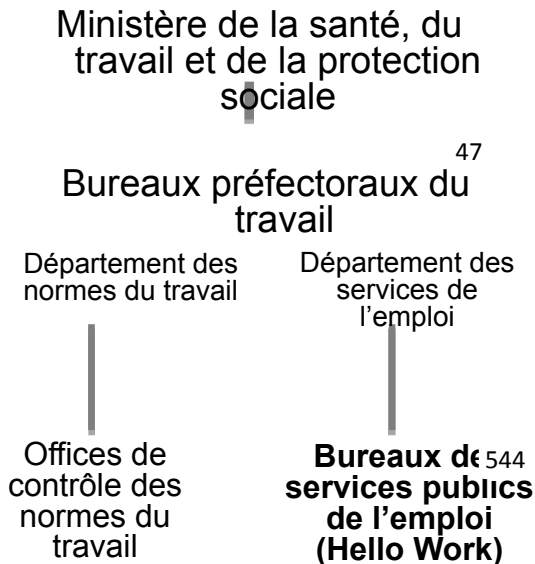 Ministère de la santé, du
travail et de la protection
sociale
47
Bureaux préfectoraux du
travail
Département des
normes du travail
Département des
services de
l'emploi
Offices de
contrôle des
normes du
travail
Bureaux de 544
services publics
de l'emploi
(Hello Work)